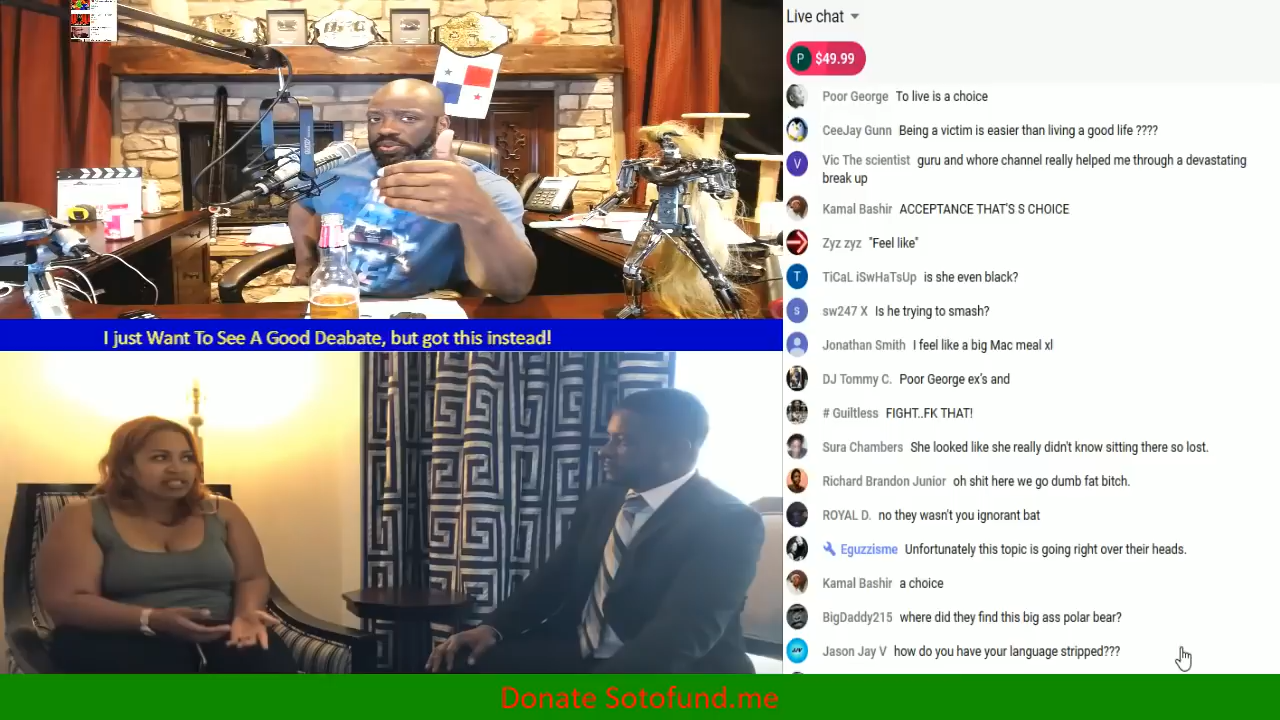 UFC
I just Want To See A Good Deabate, but got this instead!
Live chat
P $49.99
Poor George To live is a choice
CeeJay Gunn Being a victim is easier than living a good life ????
V Vic The scientist guru and whore channel really helped me through a devastating
break up
Kamal Bashir ACCEPTANCE THAT'S S CHOICE
Zyz zyz "Feel like"
T TiCaL iSwHaTsUp is she even black?
s sw247 X Is he trying to smash?
Jonathan Smith I feel like a big Mac meal xl
DJ Tommy C. Poor George ex's and
# Guiltless FIGHT..FK THAT!
Sura Chambers She looked like she really didn't know sitting there so lost.
Richard Brandon Junior oh shit here we go dumb fat bitch.
ROYAL D. no they wasn't you ignorant bat
Eguzzisme Unfortunately this topic is going right over their heads.
Kamal Bashir a choice
BigDaddy215 where did they find this big ass polar bear?
Jason Jay V how do you have your language stripped???
Donate Sotofund.me